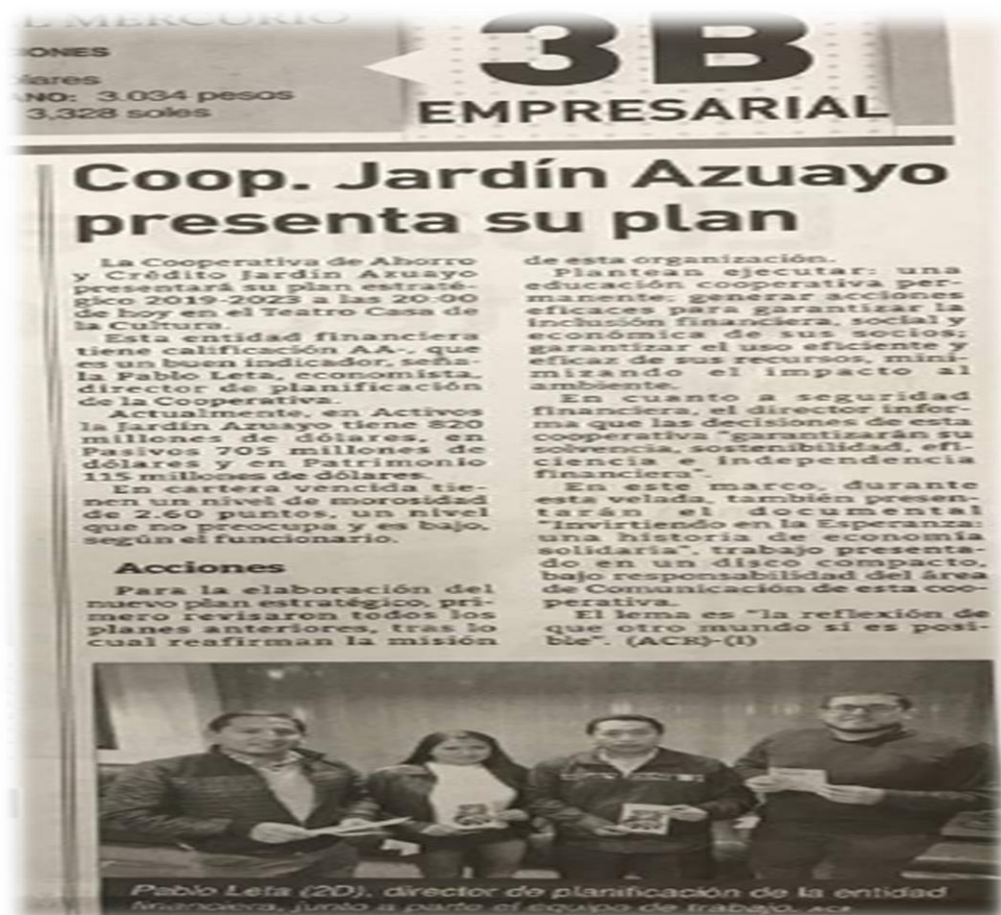 EL MERCURIO
IONES
lares
ANO: 3.034 pesos
3,328 soles
3B
EMPRESARIAL
Coop. Jardín Azuayo
presenta su plan
La Cooperativa de Ahorro
y Crédito Jardín Azuayo
presentará su plan estraté-
gico 2019-2023 a las 20:00
de hoy en el Teatro Casa de
la Cultura.
Esta entidad financiera
tiene calificación AA-, que
es un buen indicador, seña-
la Pablo Leta, economista,
director de planificación
de la Cooperativa.
Actualmente, en Activos
la Jardín Azuayo tiene 820
millones de dólares, en
Pasivos 705 millones de
dólares y en Patrimonio
115 millones de dólares.
En cartera vencida tie-
nen un nivel de morosidad
de 2.60 puntos, un nivel
que no preocupa y es bajo,
según el funcionario.
Acciones
Para la elaboración del
nuevo plan estratégico, pri-
mero revisaron todos los
planes anteriores, tras lo
cual reafirman la misión
de esta organización.
Plantean ejecutar: una
educación cooperativa per-
manente; generar acciones
eficaces para garantizar la
inclusión financiera, social y
económica de sus socios;
garantizar el uso eficiente y
eficaz de sus recursos, mini-
mizando el impacto al
ambiente.
En cuanto a seguridad
financiera, el director infor-
ma que las decisiones de esta
cooperativa "garantizarán su
solvencia, sostenibilidad, efi-
ciencia e independencia
financiera".
En este marco, durante
esta velada, también presen-
tarán el documental
"Invirtiendo en la Esperanza:
una historia de economía
solidaria", trabajo presenta-
do en un disco compacto,
bajo responsabilidad del área
de Comunicación de esta coo-
perativa.
El lema es "la reflexión de
que otro mundo sí es posi-
ble". (ACR)-(I)
Pablo Leta (2D), director de planificación de la entidad
financiera, junto a parte el equipo de trabajo. ACR